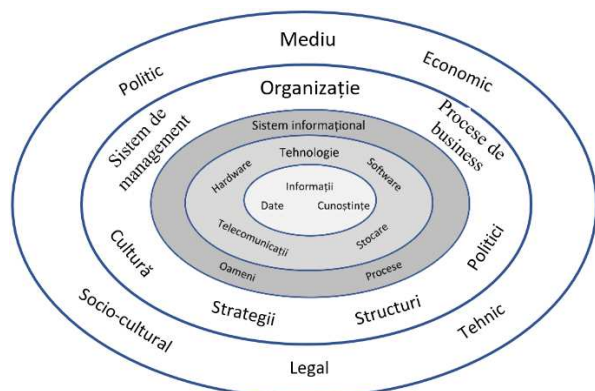 Mediu
Politic
Economic
Organizație
Sistem de
management
Procese de
business
Sistem informațional
Tehnologie
Hardware
Software
Informații
Date
Cunoștințe
Telecomunicații
Stocare
Oameni
Procese
Cultură
Politici
Strategii
Structuri
Socio-cultural
Tehnic
Legal